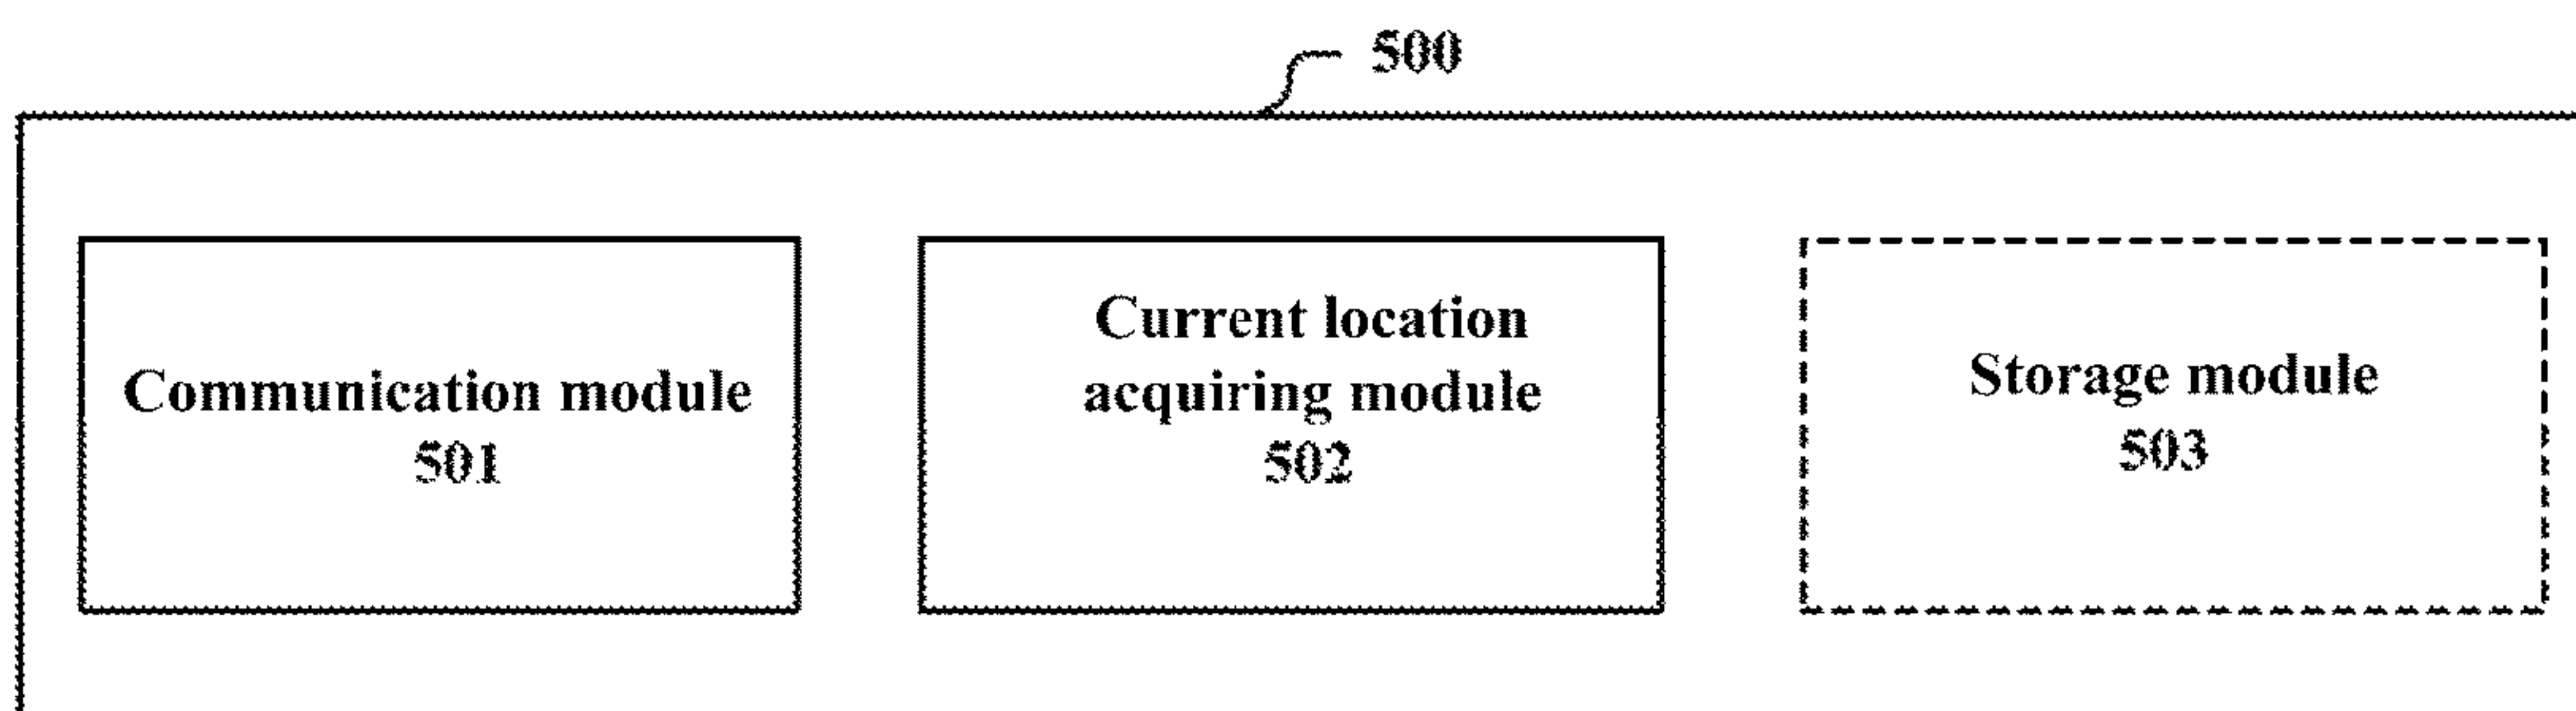 500
Communication module
501
Current location
acquiring module
502
Storage module
503